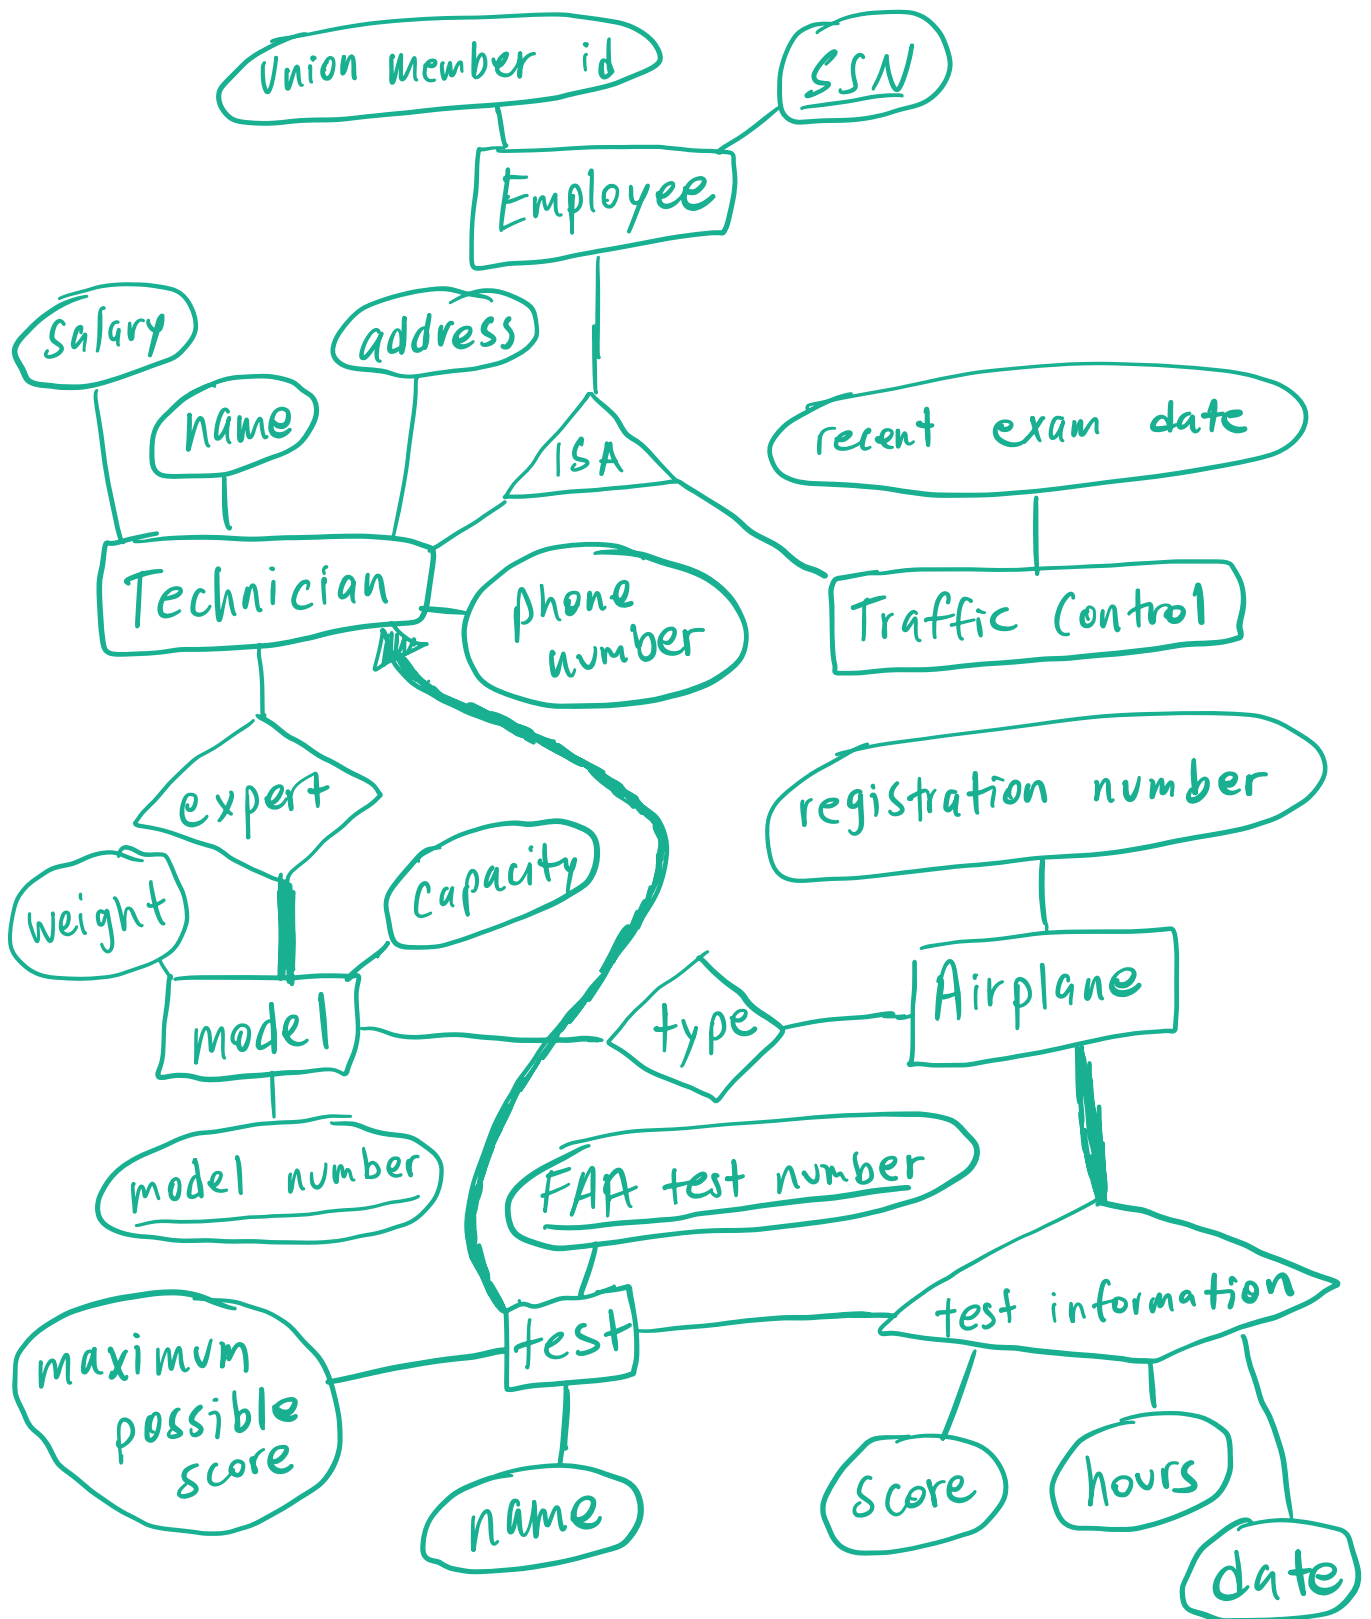 Union member id
SSN
Employee
salary
address
name
ISA
recent exam date
Technician
phone
number
Traffic Control
expert
registration number
weight
capacity
Airplane
model
type
model number
FAA test number
test information
test
maximum
possible
score
name
score
hours
date